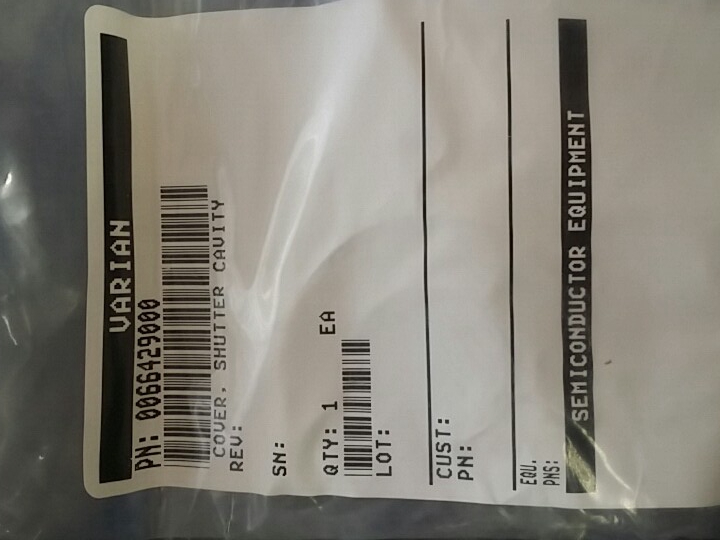 VARIAN
PN: 0066429000
COVER, SHUTTER CAVITY
REV:
SN:
QTY: 1 EA
LOT:
CUST:
PN:
EQU.
PNS:
SEMICONDUCTOR EQUIPMENT